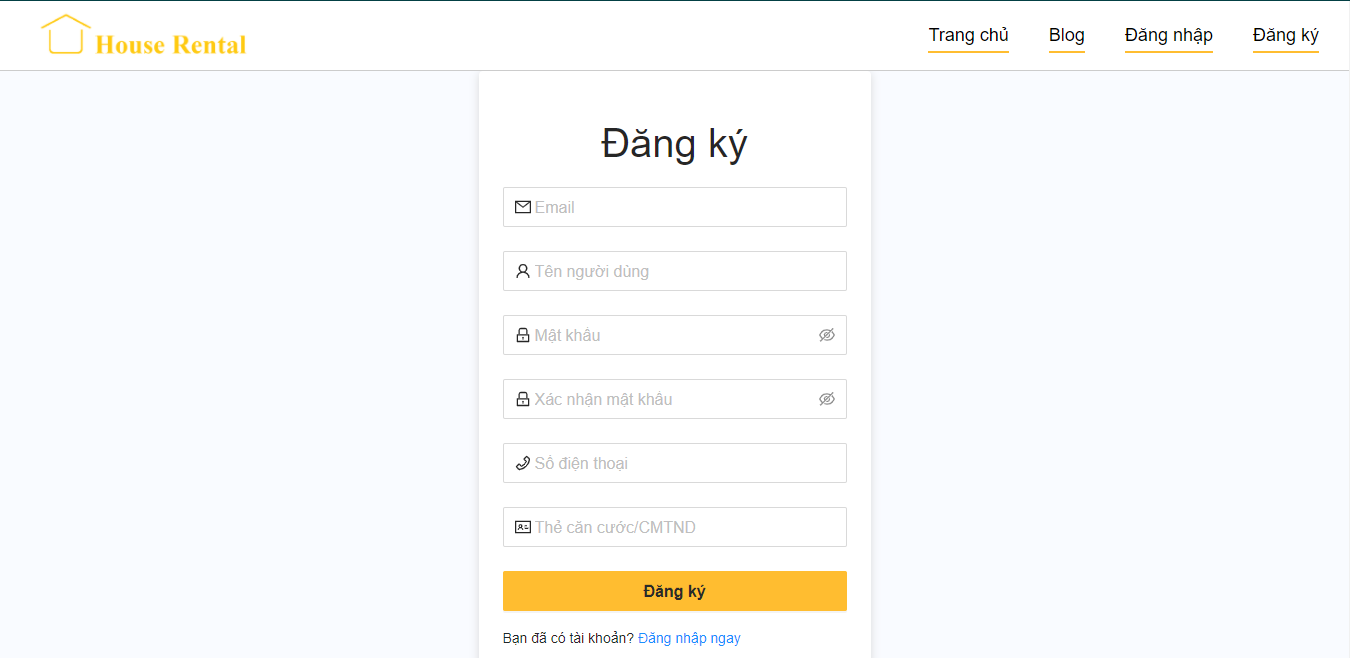 House Rental
Trang chủ Blog Đăng nhập Đăng ký
Đăng ký
Email
Tên người dùng
Mật khẩu
Xác nhận mật khẩu
Số điện thoại
Thẻ căn cước/CMTND
Đăng ký
Bạn đã có tài khoản? Đăng nhập ngay